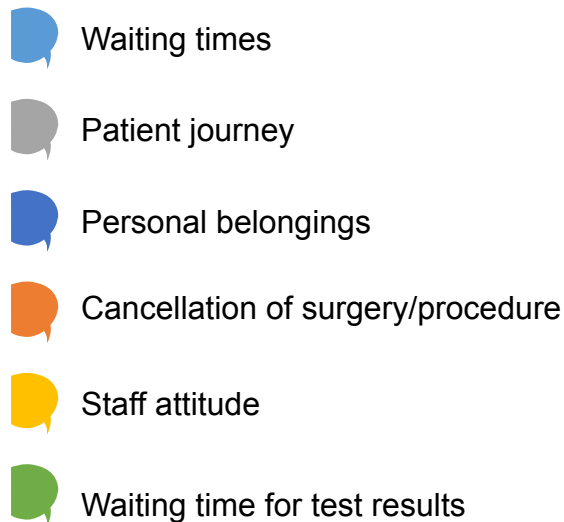 Waiting times
Patient journey
Personal belongings
Cancellation of surgery/procedure
Staff attitude
Waiting time for test results